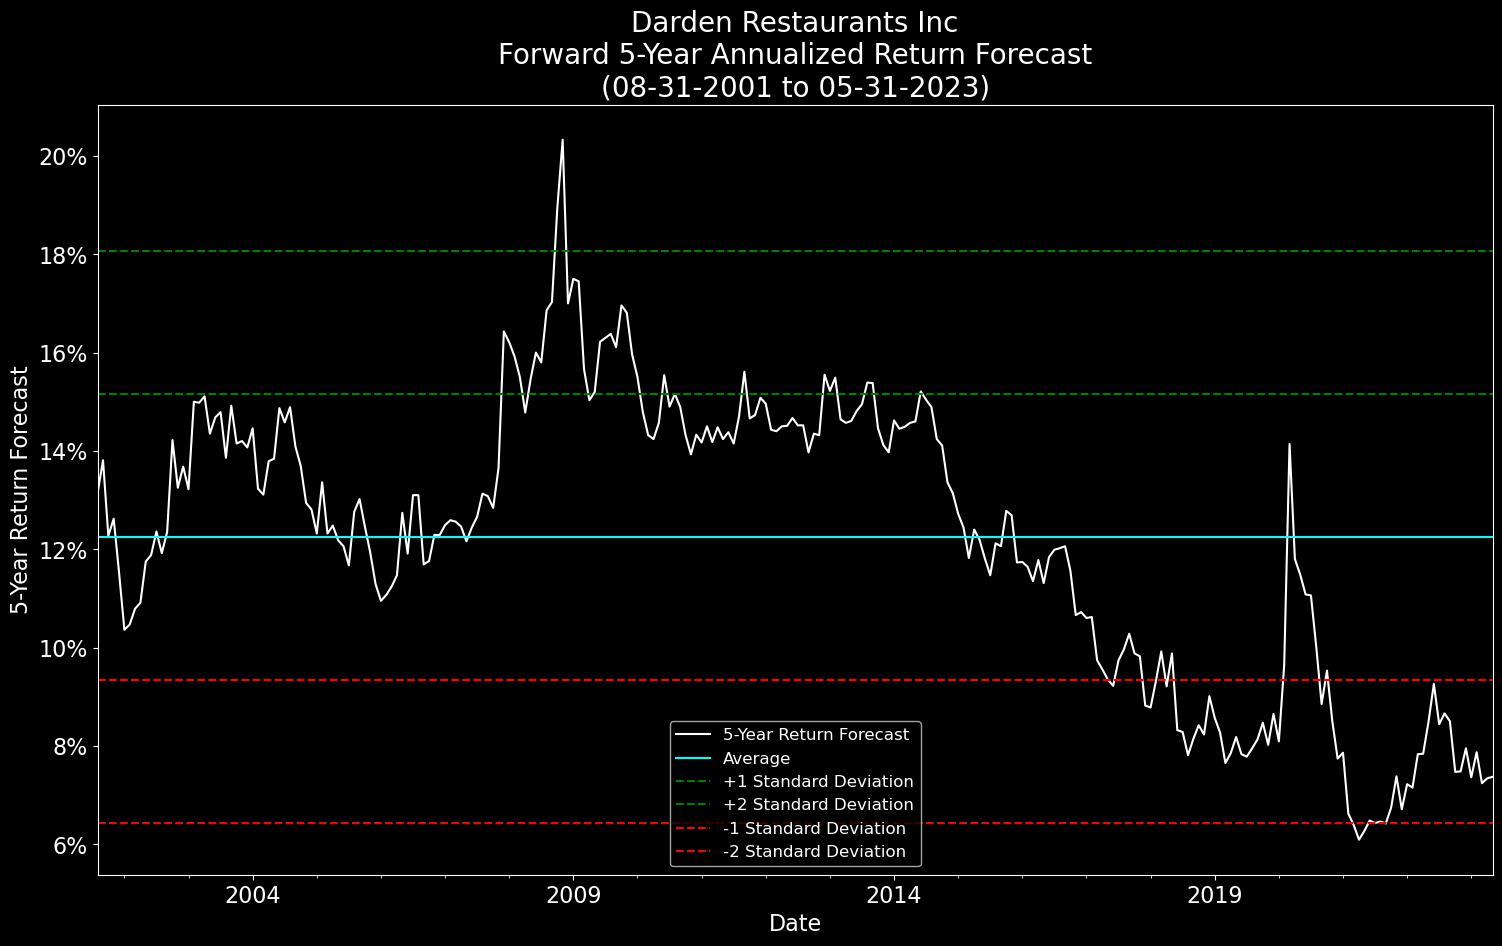 Darden Restaurants Inc
Forward 5-Year Annualized Return Forecast
(08-31-2001 to 05-31-2023)
5-Year Return Forecast
20%
18%
16%
14%
12%
10%
8%
6%
5-Year Return Forecast
Average
+1 Standard Deviation
+2 Standard Deviation
-1 Standard Deviation
-2 Standard Deviation
2004
2009
2014
2019
Date